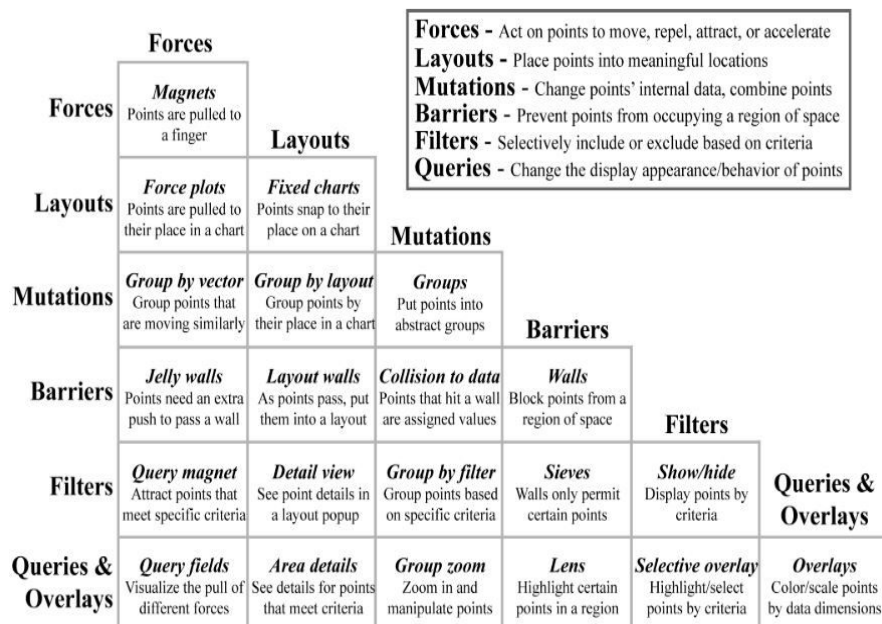 Forces - Act on points to move, repel, attract, or accelerate
Layouts - Place points into meaningful locations
Mutations - Change points' internal data, combine points
Barriers - Prevent points from occupying a region of space
Filters - Selectively include or exclude based on criteria
Queries - Change the display appearance/behavior of points
Forces
Forces
Magnets
Points are pulled to
a finger
Layouts
Layouts
Force plots
Points are pulled to
their place in a chart
Fixed charts
Points snap to their
place on a chart
Mutations
Mutations
Group by vector
Group points that
are moving similarly
Group by layout
Group points by
their place in a chart
Groups
Put points into
abstract groups
Barriers
Barriers
Jelly walls
Points need an extra
push to pass a wall
Layout walls
As points pass, put
them into a layout
Collision to data
Points that hit a wall
are assigned values
Walls
Block points from a
region of space
Filters
Filters
Query magnet
Attract points that
meet specific criteria
Detail view
See point details in
a layout popup
Group by filter
Group points based
on specific criteria
Sieves
Walls only permit
certain points
Show/hide
Display points by
criteria
Queries &
Overlays
Queries &
Overlays
Query fields
Visualize the pull of
different forces
Area details
See details for points
that meet criteria
Group zoom
Zoom in and
manipulate points
Lens
Highlight certain
points in a region
Selective overlay
Highlight/select
points by criteria
Overlays
Color/scale points
by data dimensions